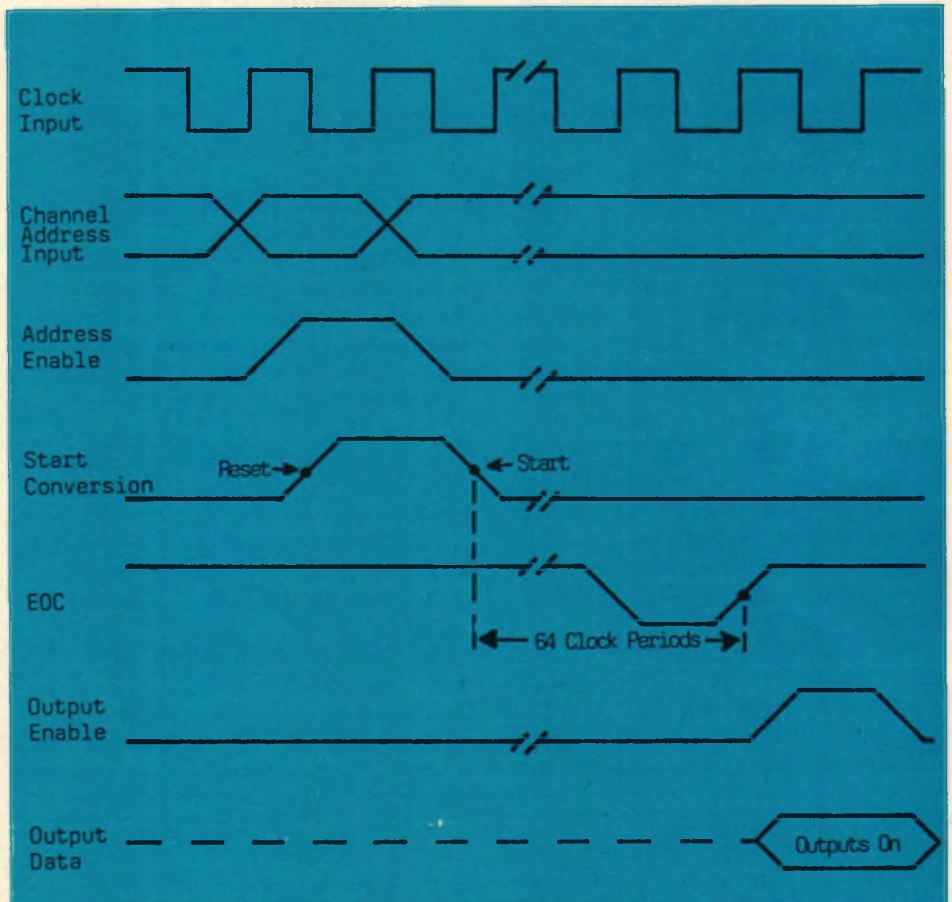 Clock
Input
Channel
Address
Input
Address
Enable
Start
Conversion
Reset
Start
EOC
64 Clock Periods
Output
Enable
Output
Data
Outputs On